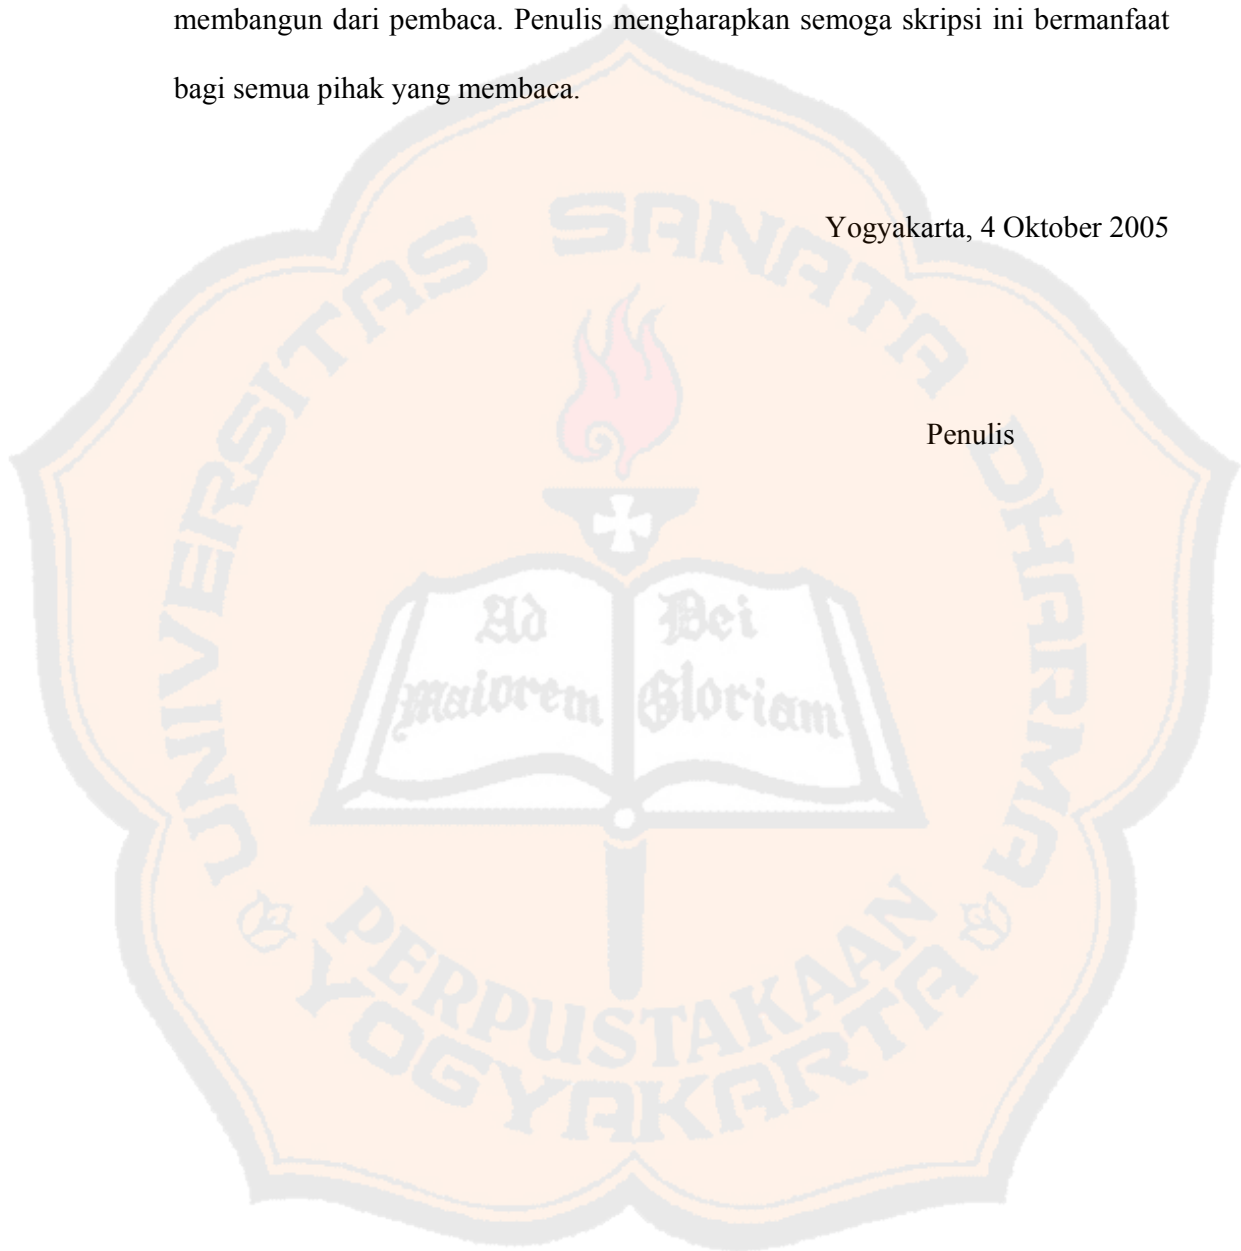 membangun dari pembaca. Penulis mengharapkan semoga skripsi ini bermanfaat
bagi semua pihak yang membaca.
Yogyakarta, 4 Oktober 2005
Penulis
UNIVERSITAS SANATA DHARMA
Ad
Maiorem
Dei
Gloriam
PERPUSTAKAAN
YOGYAKARTA